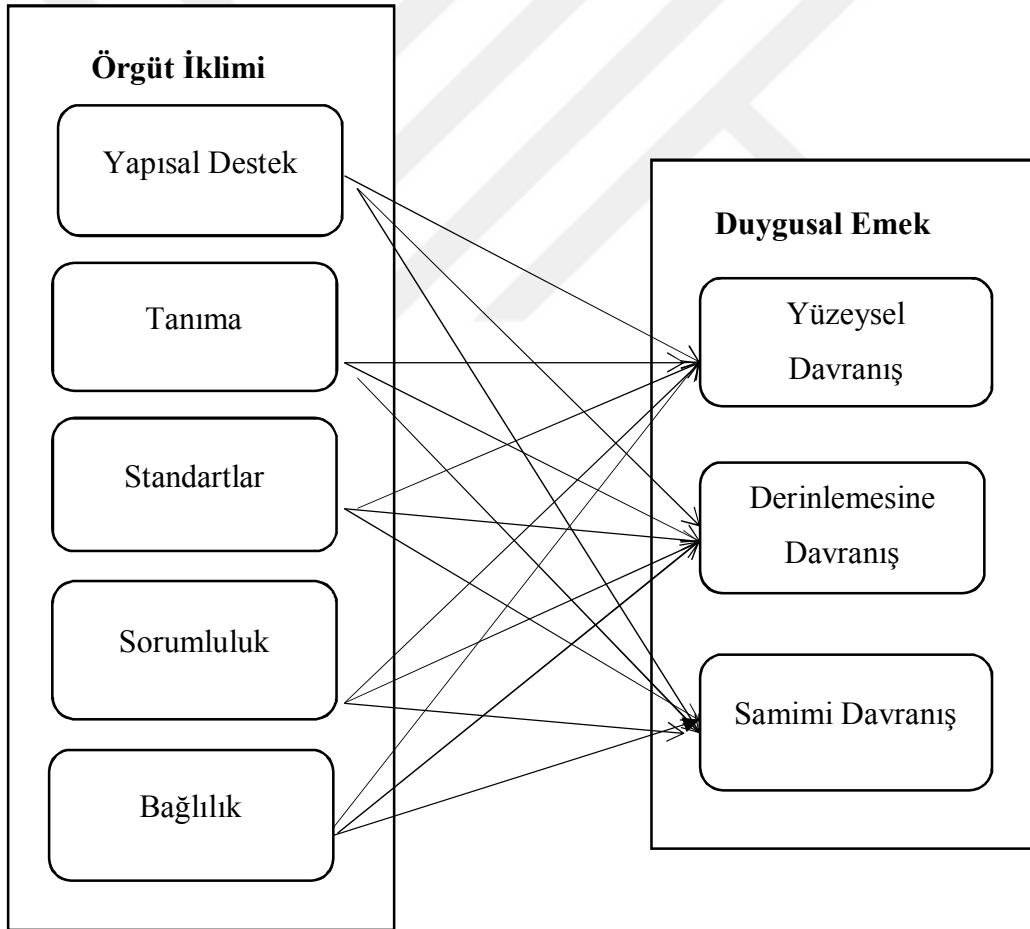 Örgüt İklimi
Yapısal Destek
Tanıma
Standartlar
Sorumluluk
Bağlılık
Duygusal Emek
Yüzeysel
Davranış
Derinlemesine
Davranış
Samimi Davranış